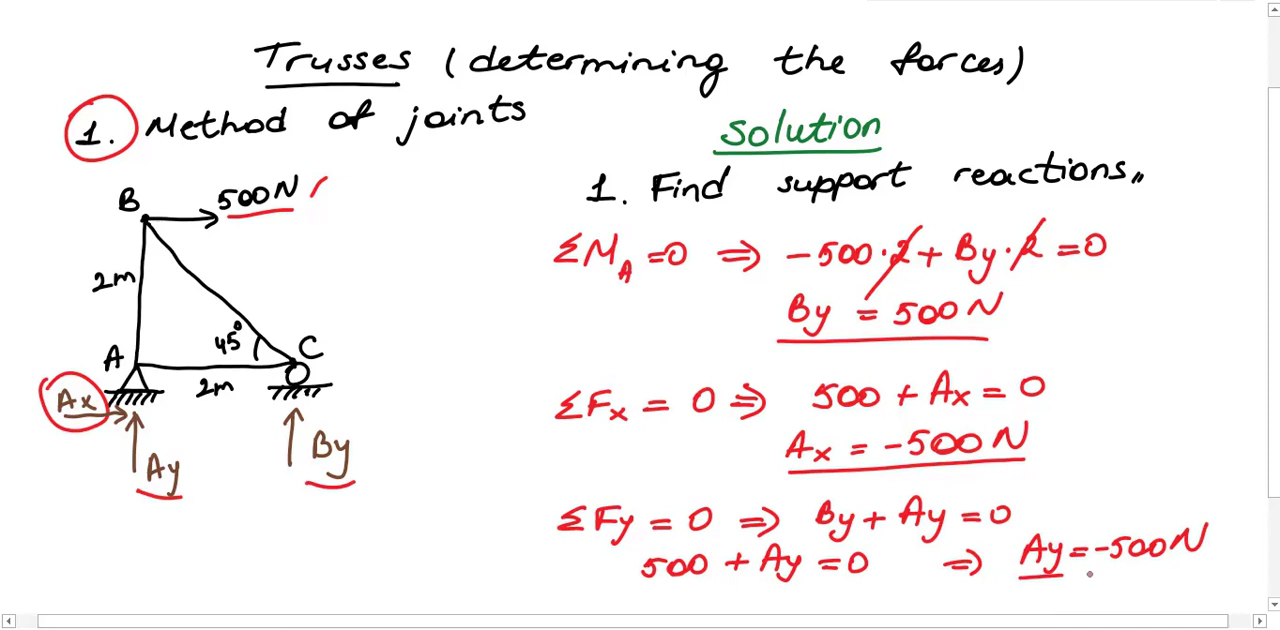 Trusses (determining the forces)
1. Method of joints
Solution
1. Find support reactions,,
B
500N
2m
A
45°
C
2m
Ax
Ay
By
ΣM_A = 0 ⇒ -500·2 + By·2 = 0
By = 500N
ΣFx = 0 ⇒ 500 + Ax = 0
Ax = -500N
ΣFy = 0 ⇒ By + Ay = 0
500 + Ay = 0 ⇒ Ay = -500N